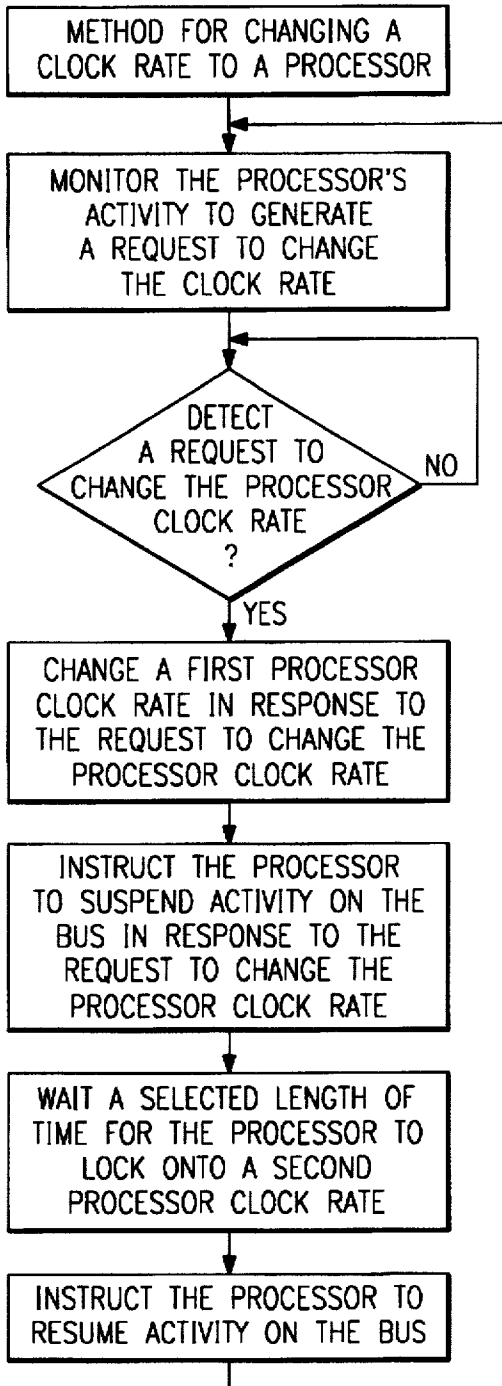 METHOD FOR CHANGING A
CLOCK RATE TO A PROCESSOR
MONITOR THE PROCESSOR'S
ACTIVITY TO GENERATE
A REQUEST TO CHANGE
THE CLOCK RATE
DETECT
A REQUEST TO
CHANGE THE PROCESSOR
CLOCK RATE
?
NO
YES
CHANGE A FIRST PROCESSOR
CLOCK RATE IN RESPONSE TO
THE REQUEST TO CHANGE THE
PROCESSOR CLOCK RATE
INSTRUCT THE PROCESSOR
TO SUSPEND ACTIVITY ON THE
BUS IN RESPONSE TO THE
REQUEST TO CHANGE THE
PROCESSOR CLOCK RATE
WAIT A SELECTED LENGTH OF
TIME FOR THE PROCESSOR TO
LOCK ONTO A SECOND
PROCESSOR CLOCK RATE
INSTRUCT THE PROCESSOR TO
RESUME ACTIVITY ON THE BUS